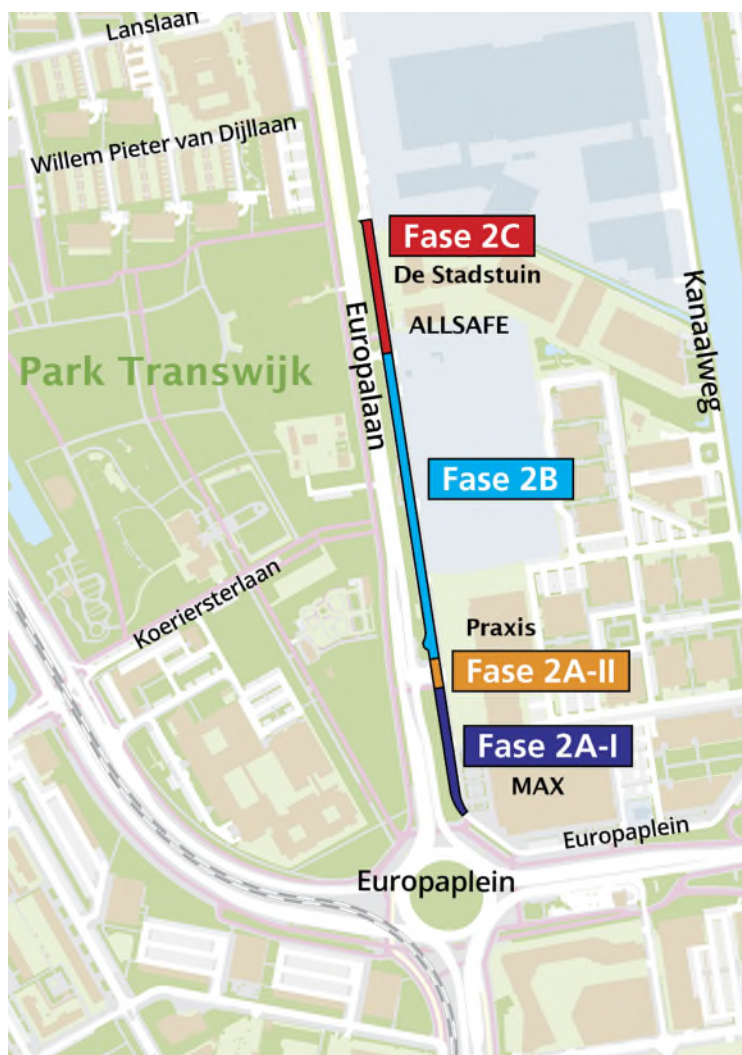 Lanslaan
Willem Pieter van Dijllaan
Fase 2C
De Stadstuin
ALLSAFE
Kanaalweg
Europalaan
Park Transwijk
Fase 2B
Koeriersterlaan
Praxis
Fase 2A-II
Fase 2A-I
MAX
Europaplein
Europaplein